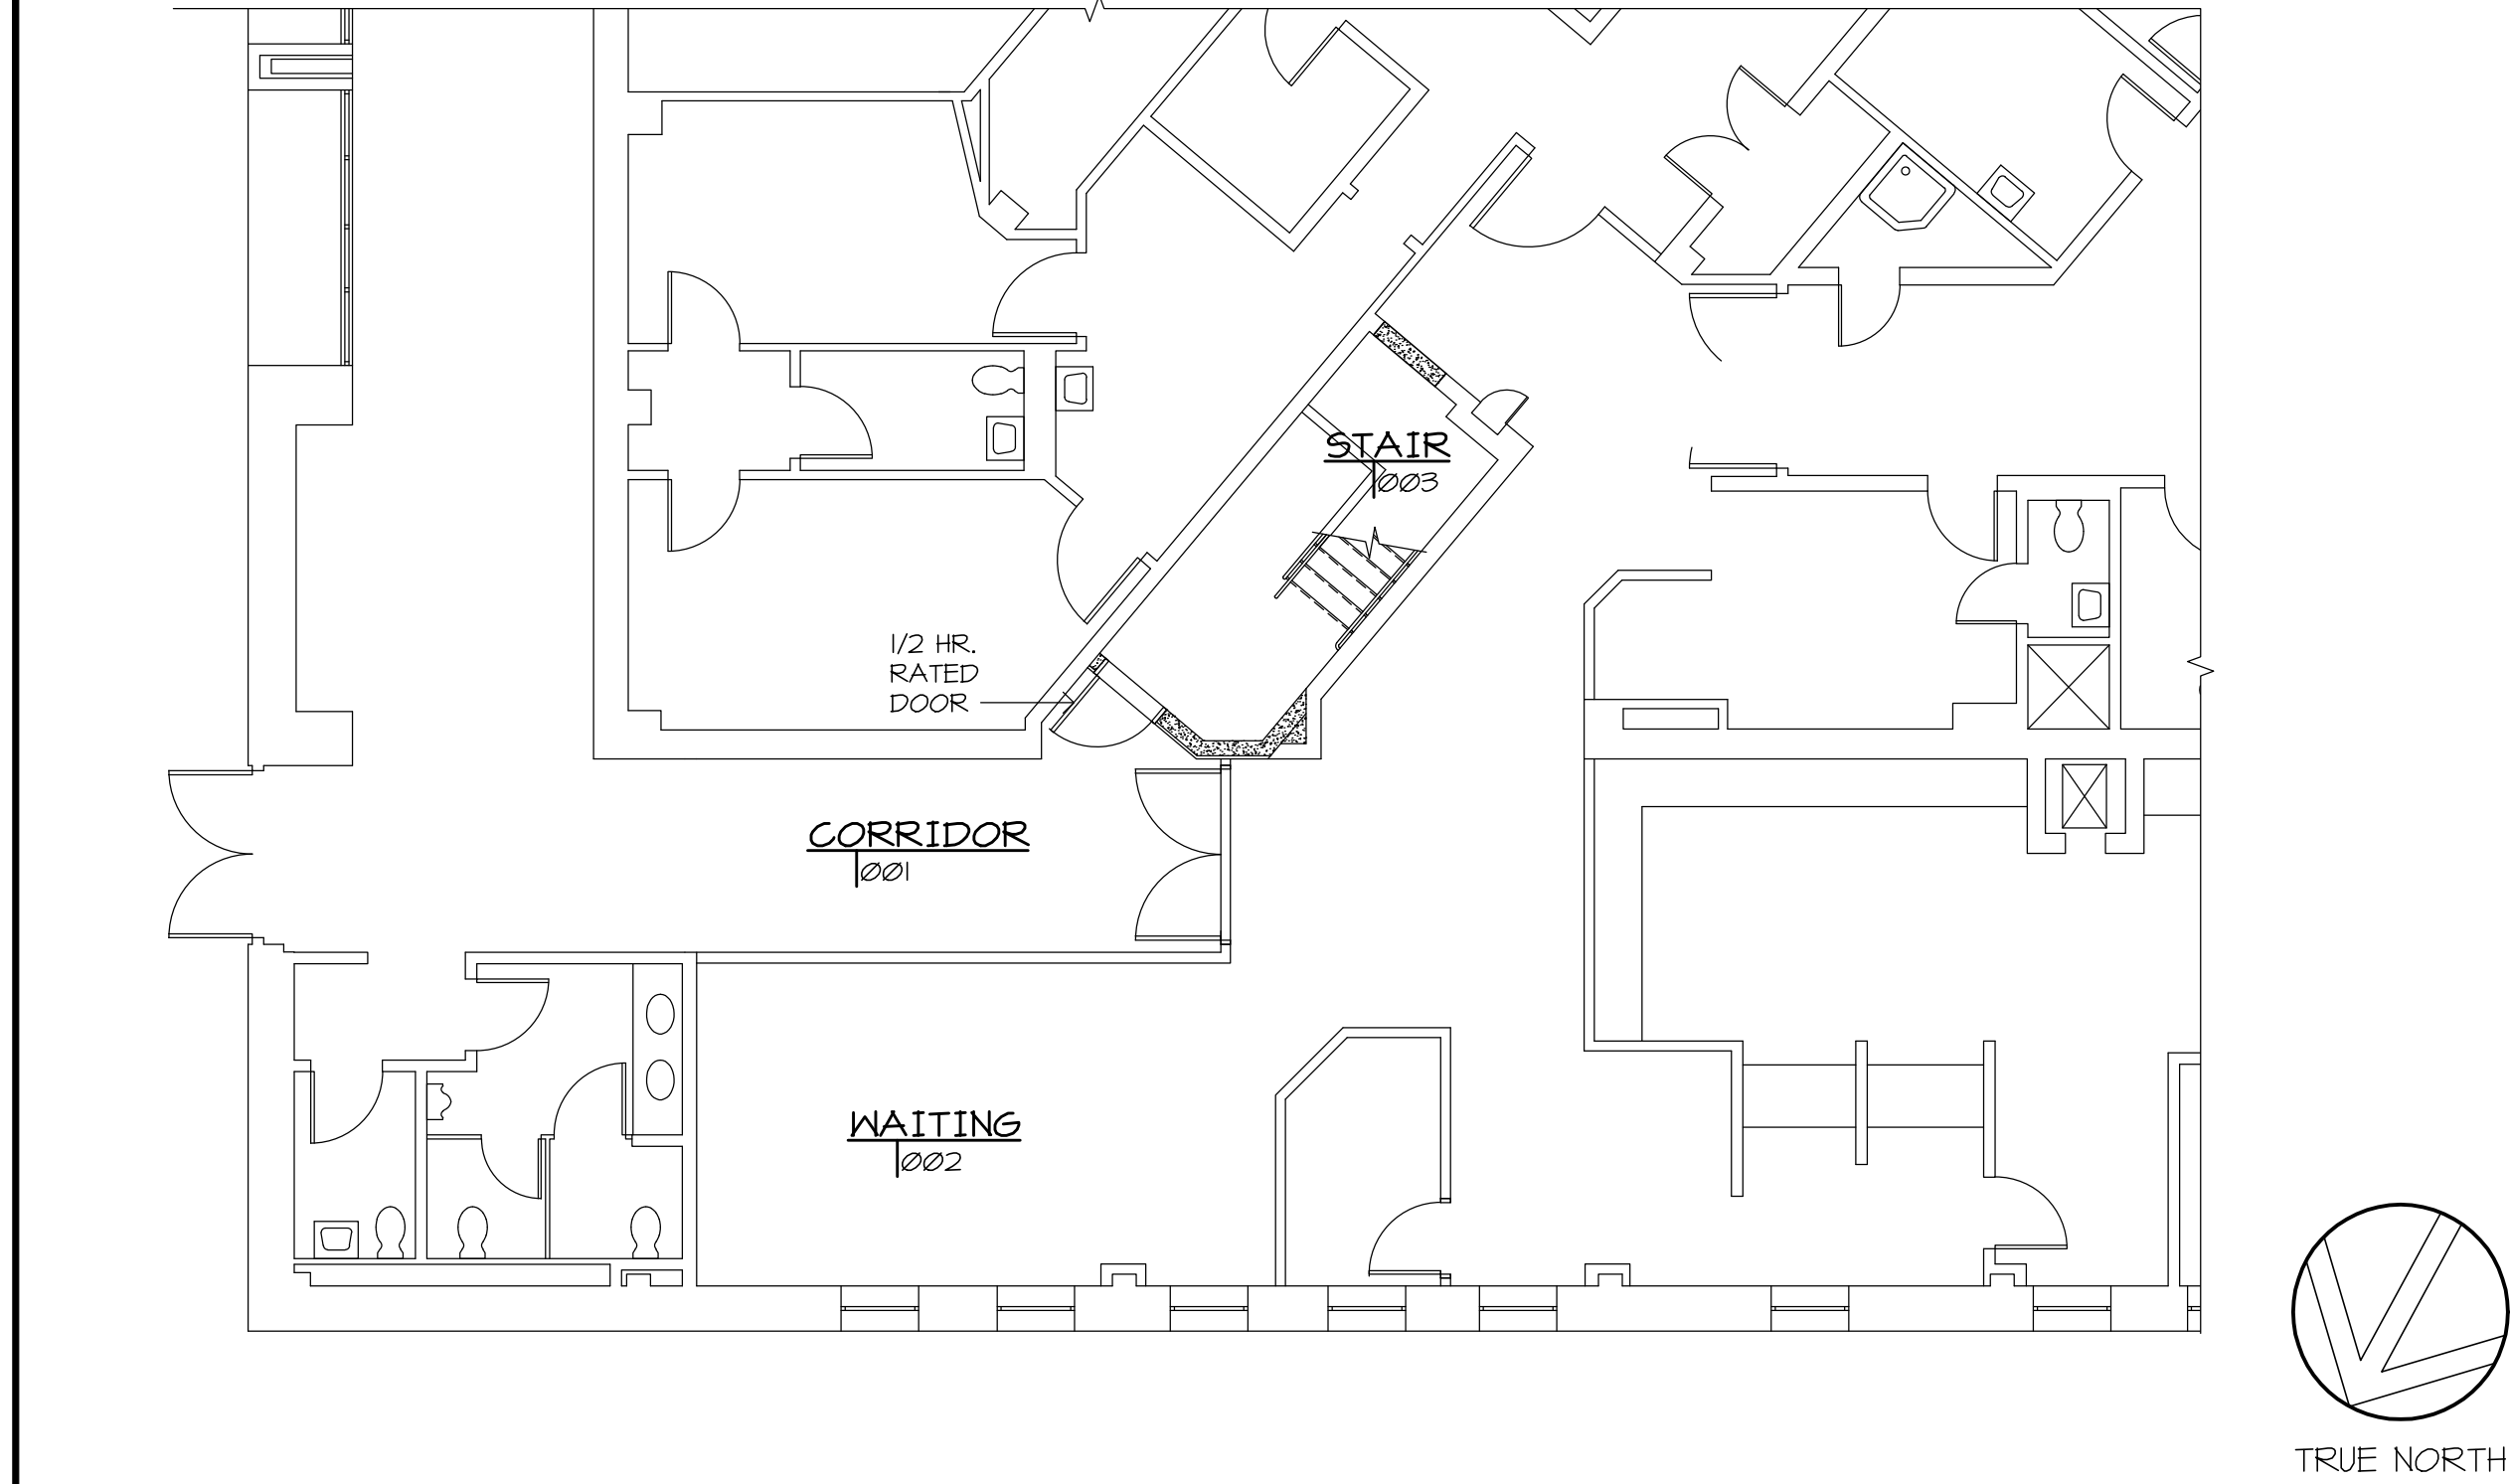 STAIR
003
1/2 HR.
RATED
DOOR
CORRIDOR
001
WAITING
002
TRUE NORTH